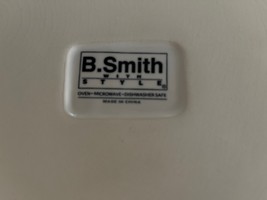 B.Smith
WITH
STYLE®
OVEN • MICROWAVE • DISHWASHER SAFE
MADE IN CHINA